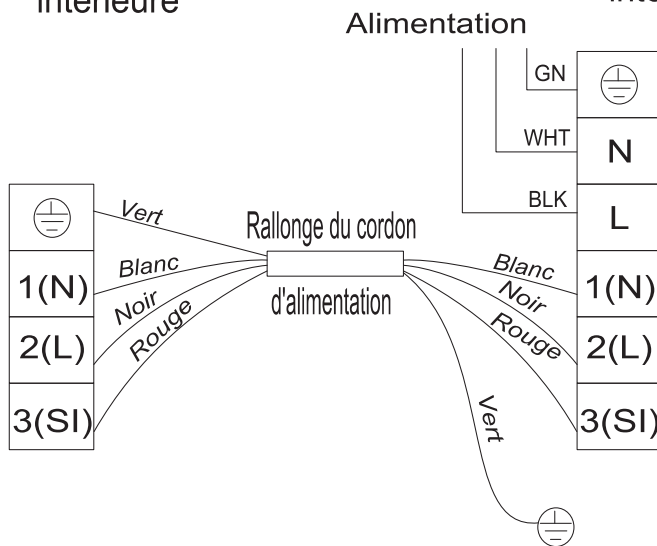 intérieure
Alimentation
GN
WHT
N
BLK
L
Vert
Rallonge du cordon
d'alimentation
1(N)
Blanc
2(L)
Noir
3(SI)
Rouge
Blanc
1(N)
Noir
2(L)
Rouge
3(SI)
Vert